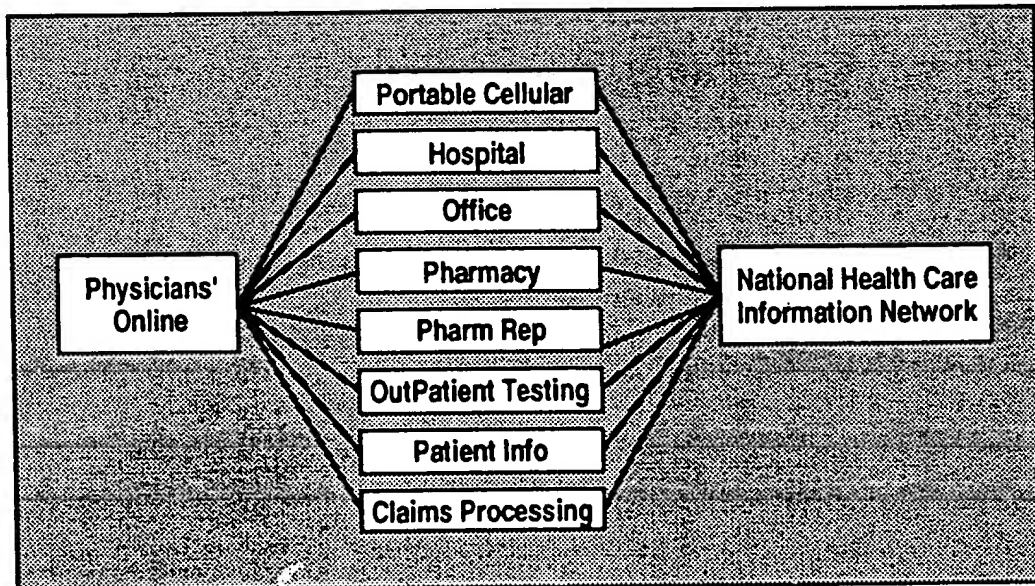 Physicians'
Online
Portable Cellular
Hospital
Office
Pharmacy
Pharm Rep
OutPatient Testing
Patient Info
Claims Processing
National Health Care
Information Network